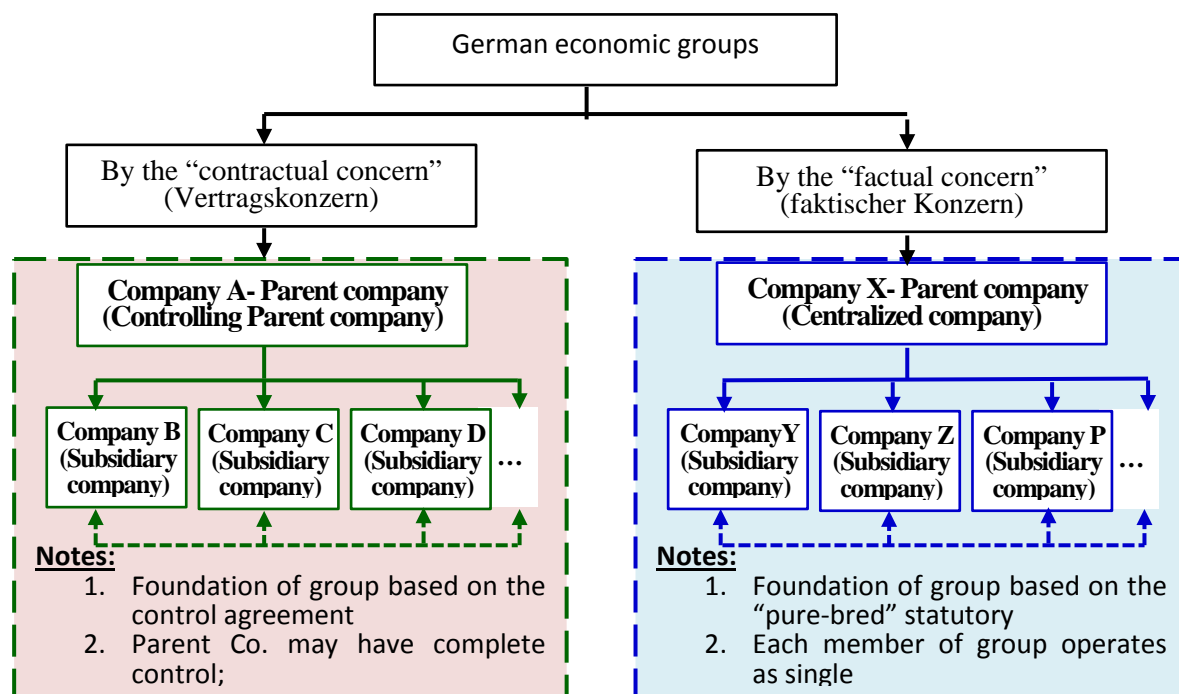 German economic groups
By the “contractual concern”
(Vertragskonzern)
By the “factual concern”
(faktischer Konzern)
Company A- Parent company
(Controlling Parent company)
Company B
(Subsidiary
company)
Company C
(Subsidiary
company)
Company D
(Subsidiary
company)
...
Notes:
1. Foundation of group based on the
control agreement
2. Parent Co. may have complete
control;
Company X- Parent company
(Centralized company)
CompanyY
(Subsidiary
company)
Company Z
(Subsidiary
company)
Company P
(Subsidiary
company)
...
Notes:
1. Foundation of group based on the
“pure-bred” statutory
2. Each member of group operates
as single